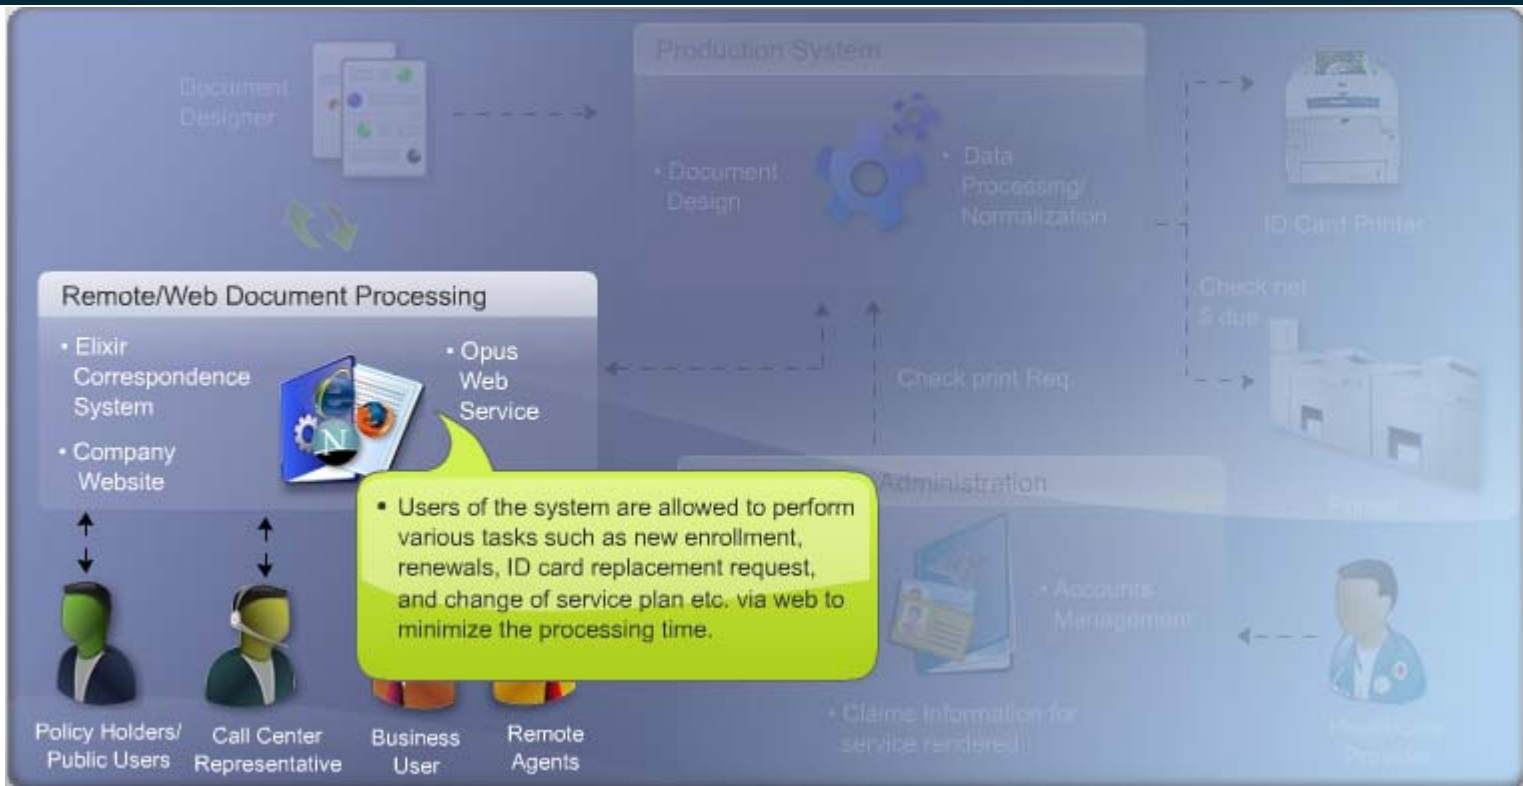 Document
Designer
Production System
• Document
Design
• Data
Processing/
Normalization
ID Card Printer
Check net
$ due
Check print Req.
Remote/Web Document Processing
• Elixir
Correspondence
System
• Company
Website
• Opus
Web
Service
▪ Users of the system are allowed to perform
various tasks such as new enrollment,
renewals, ID card replacement request,
and change of service plan etc. via web to
minimize the processing time.
Administration
• Accounts
Management
• Claims Information for
service rendered
Policy Holders/
Public Users
Call Center
Representative
Business
User
Remote
Agents
Printer
Provider